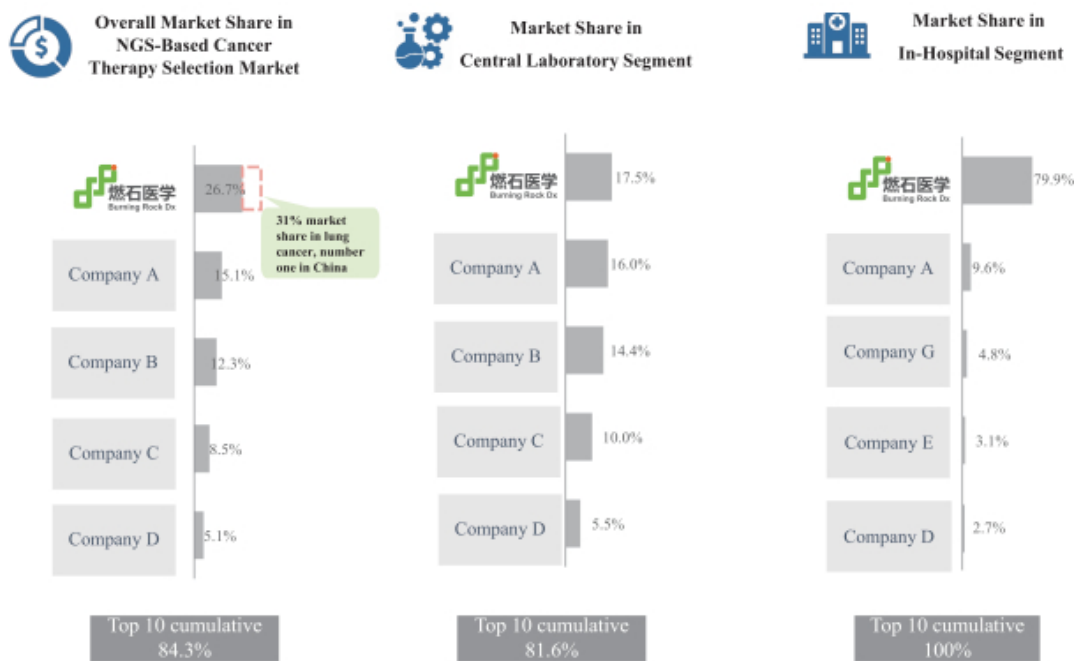 Overall Market Share in
NGS-Based Cancer
Therapy Selection Market
燃石医学
Burning Rock Dx
26.7%
31% market
share in lung
cancer, number
one in China
Company A
15.1%
Company B
12.3%
Company C
8.5%
Company D
5.1%
Top 10 cumulative
84.3%
Market Share in
Central Laboratory Segment
燃石医学
Burning Rock Dx
17.5%
Company A
16.0%
Company B
14.4%
Company C
10.0%
Company D
5.5%
Top 10 cumulative
81.6%
Market Share in
In-Hospital Segment
燃石医学
Burning Rock Dx
79.9%
Company A
9.6%
Company G
4.8%
Company E
3.1%
Company D
2.7%
Top 10 cumulative
100%